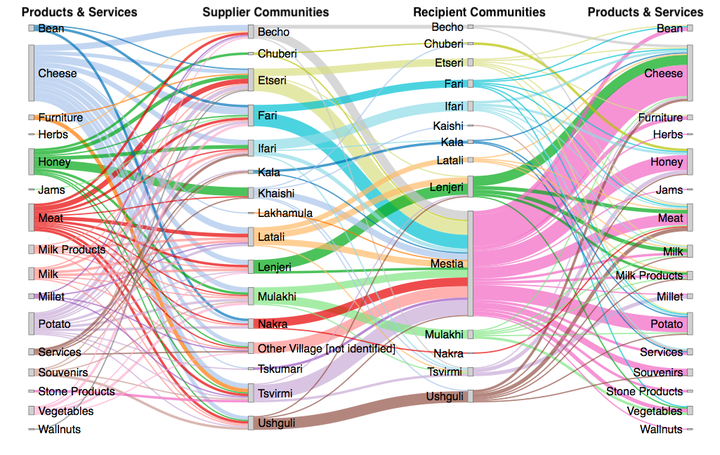 Products & Services
Supplier Communities
Recipient Communities
Products & Services
Bean
Cheese
Furniture
Herbs
Honey
Jams
Meat
Milk Products
Milk
Millet
Potato
Services
Souvenirs
Stone Products
Vegetables
Wallnuts
Becho
Chuberi
Etseri
Fari
Ifari
Kala
Khaishi
Lakhamula
Latali
Lenjeri
Mulakhi
Nakra
Other Village [not identified]
Tskumari
Tsvirmi
Ushguli
Becho
Chuberi
Etseri
Fari
Ifari
Kaishi
Kala
Latali
Lenjeri
Mestia
Mulakhi
Nakra
Tsvirmi
Ushguli
Bean
Cheese
Furniture
Herbs
Honey
Jams
Meat
Milk
Milk Products
Millet
Potato
Services
Souvenirs
Stone Products
Vegetables
Wallnuts